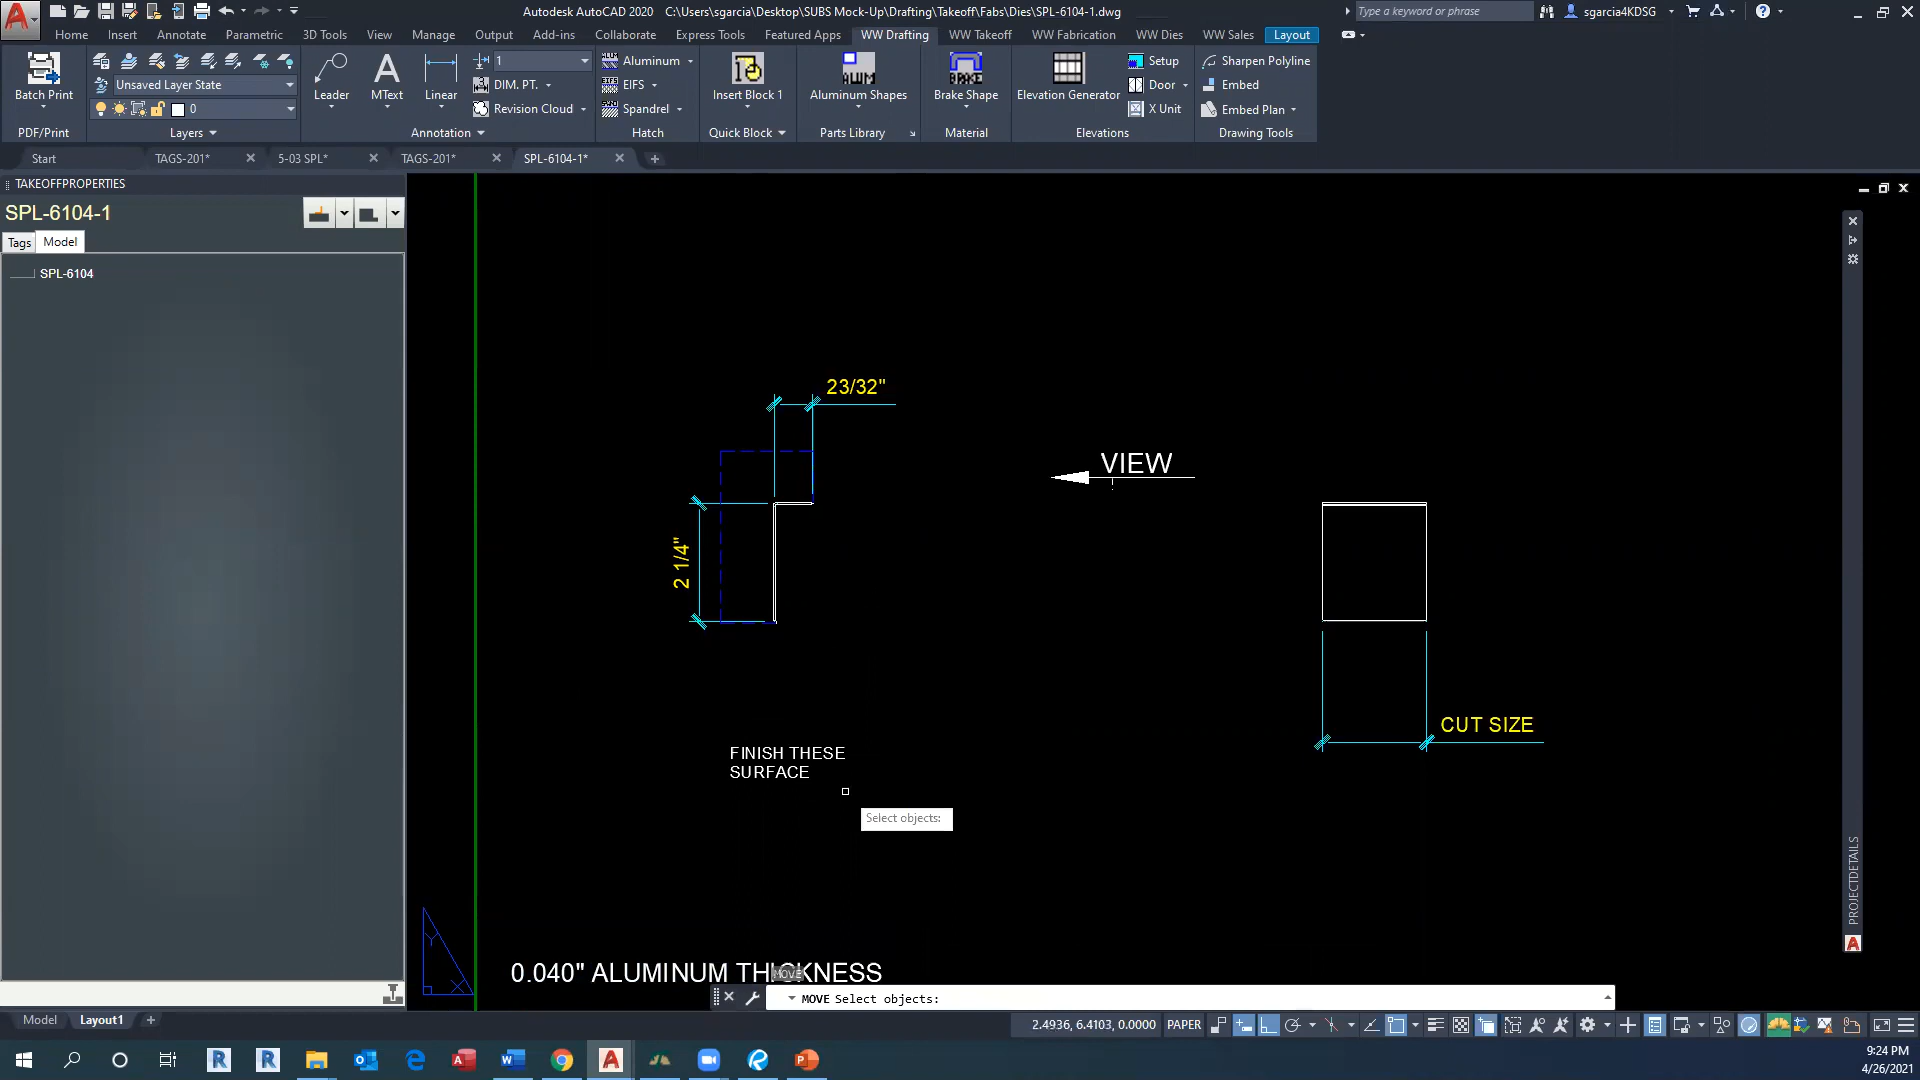 Autodesk AutoCAD 2020   C:\Users\sgarcia\Desktop\SUBS Mock-Up\Drafting\Takeoff\Fabs\Dies\SPL-6104-1.dwg
Type a keyword or phrase
sgarcia4KDSG
Home Insert Annotate Parametric 3D Tools View Manage Output Add-ins Collaborate Express Tools Featured Apps WW Drafting WW Takeoff WW Fabrication WW Dies WW Sales Layout
Batch Print
PDF/Print
Unsaved Layer State
0
Layers
Leader
MText
Linear
1
DIM. PT.
Revision Cloud
Annotation
Aluminum
EIFS
Spandrel
Hatch
Insert Block 1
Quick Block
ALUM
Aluminum Shapes
Parts Library
BRAKE
Brake Shape
Material
Elevation Generator
Setup
Door
X Unit
Elevations
Sharpen Polyline
Embed
Embed Plan
Drawing Tools
Start
TAGS-201*
5-03 SPL*
TAGS-201*
SPL-6104-1*
TAKEOFFPROPERTIES
SPL-6104-1
Tags Model
SPL-6104
23/32"
VIEW
2 1/4"
CUT SIZE
FINISH THESE
SURFACE
Select objects:
PROJECTDETAILS
Y
X
0.040" ALUMINUM THICKNESS
MOVE
MOVE Select objects:
Model Layout1
2.4936, 6.4103, 0.0000 PAPER
9:24 PM
4/26/2021